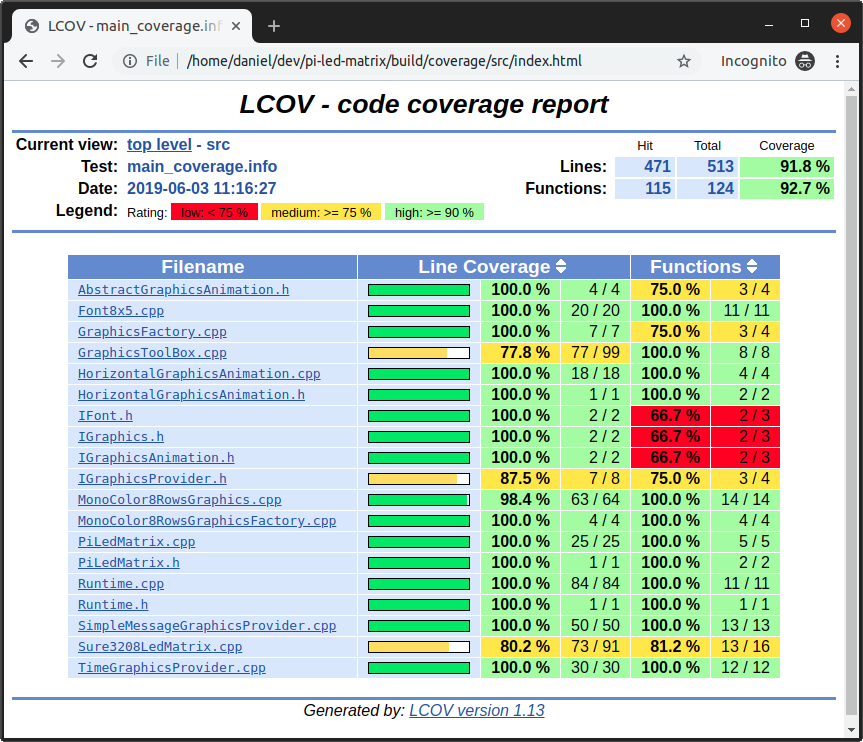 LCOV - main_coverage.inf
File /home/daniel/dev/pi-led-matrix/build/coverage/src/index.html Incognito
LCOV - code coverage report
Current view: top level - src Hit Total Coverage
Test: main_coverage.info Lines: 471 513 91.8 %
Date: 2019-06-03 11:16:27 Functions: 115 124 92.7 %
Legend: Rating: low: < 75 % medium: >= 75 % high: >= 90 %
Filename Line Coverage Functions
AbstractGraphicsAnimation.h 100.0 % 4 / 4 75.0 % 3 / 4
Font8x5.cpp 100.0 % 20 / 20 100.0 % 11 / 11
GraphicsFactory.cpp 100.0 % 7 / 7 75.0 % 3 / 4
GraphicsToolBox.cpp 77.8 % 77 / 99 100.0 % 8 / 8
HorizontalGraphicsAnimation.cpp 100.0 % 18 / 18 100.0 % 4 / 4
HorizontalGraphicsAnimation.h 100.0 % 1 / 1 100.0 % 2 / 2
IFont.h 100.0 % 2 / 2 66.7 % 2 / 3
IGraphics.h 100.0 % 2 / 2 66.7 % 2 / 3
IGraphicsAnimation.h 100.0 % 2 / 2 66.7 % 2 / 3
IGraphicsProvider.h 87.5 % 7 / 8 75.0 % 3 / 4
MonoColor8RowsGraphics.cpp 98.4 % 63 / 64 100.0 % 14 / 14
MonoColor8RowsGraphicsFactory.cpp 100.0 % 4 / 4 100.0 % 4 / 4
PiLedMatrix.cpp 100.0 % 25 / 25 100.0 % 5 / 5
PiLedMatrix.h 100.0 % 1 / 1 100.0 % 2 / 2
Runtime.cpp 100.0 % 84 / 84 100.0 % 11 / 11
Runtime.h 100.0 % 1 / 1 100.0 % 1 / 1
SimpleMessageGraphicsProvider.cpp 100.0 % 50 / 50 100.0 % 13 / 13
Sure3208LedMatrix.cpp 80.2 % 73 / 91 81.2 % 13 / 16
TimeGraphicsProvider.cpp 100.0 % 30 / 30 100.0 % 12 / 12
Generated by: LCOV version 1.13